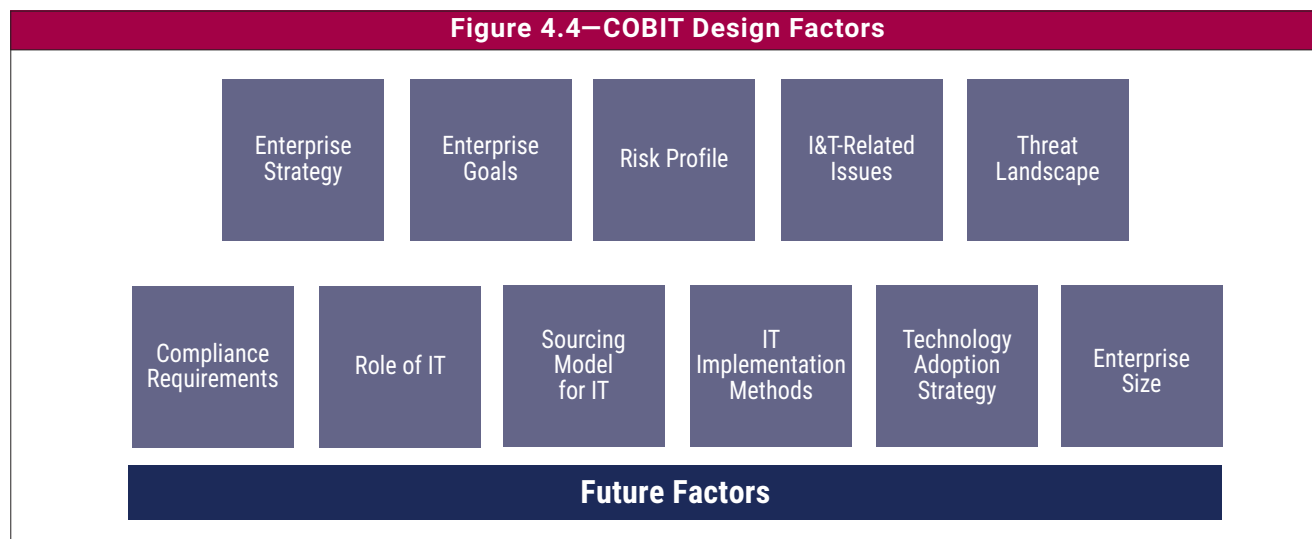 Figure 4.4—COBIT Design Factors
Enterprise
Strategy
Enterprise
Goals
Risk Profile
I&T-Related
Issues
Threat
Landscape
Compliance
Requirements
Role of IT
Sourcing
Model
for IT
IT
Implementation
Methods
Technology
Adoption
Strategy
Enterprise
Size
Future Factors